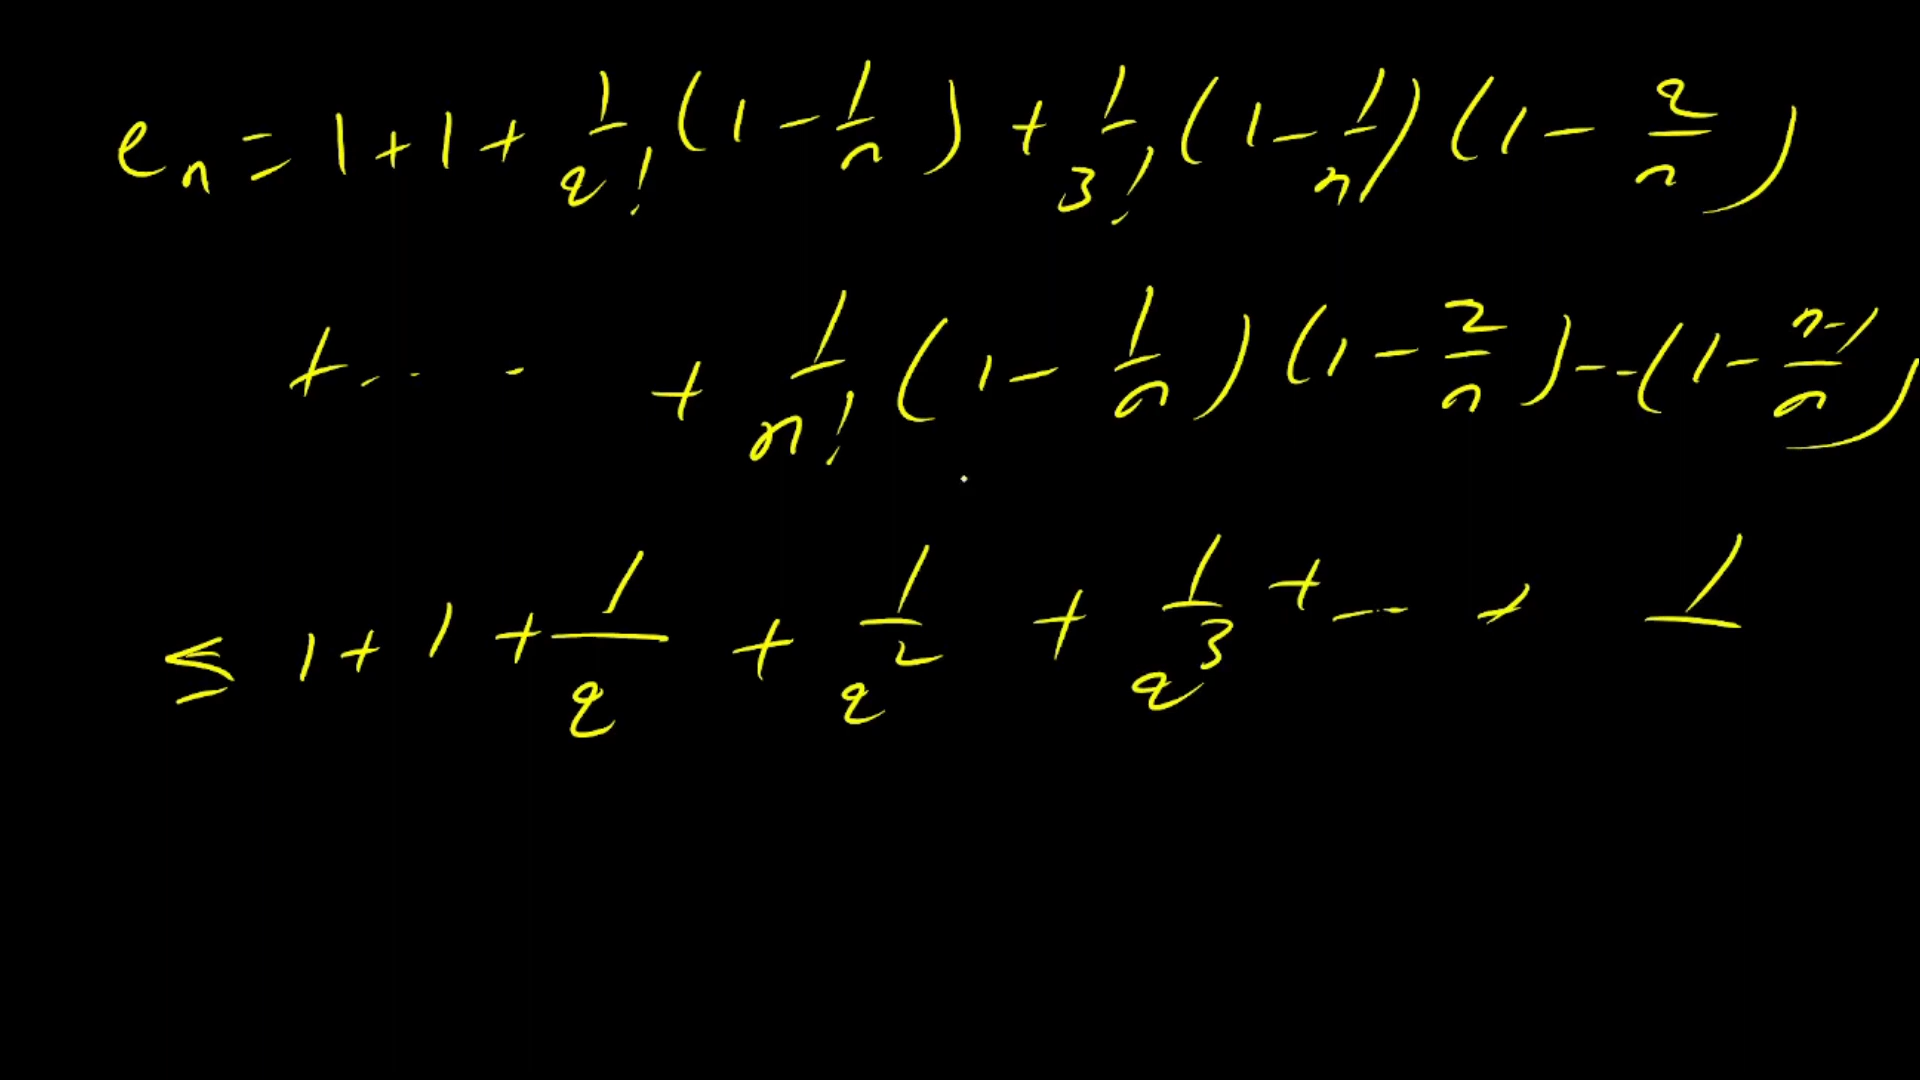 eₙ = 1 + 1 + 1/2! (1 - 1/n) + 1/3! (1 - 1/n) (1 - 2/n)
+ ... . + 1/n! (1 - 1/n) (1 - 2/n) --- (1 - n-1/n)
≤ 1 + 1 + 1/2 + 1/2² + 1/2³ + ... + 1/